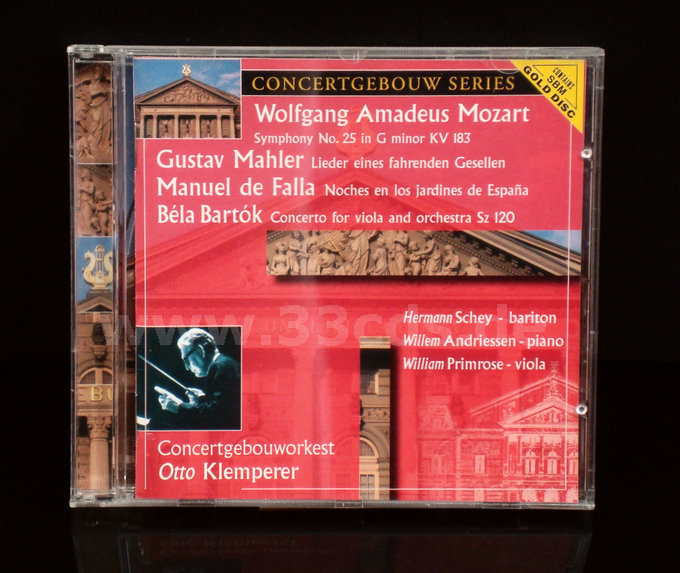 CONCERTGEBOUW SERIES
CONTAINS
SBM
GOLD DISC
Wolfgang Amadeus Mozart
Symphony No. 25 in G minor KV 183
Gustav Mahler Lieder eines fahrenden Gesellen
Manuel de Falla Noches en los jardines de España
Béla Bartók Concerto for viola and orchestra Sz 120
Hermann Schey - bariton
www.33cds.de
Willem Andriessen - piano
William Primrose - viola
BU
Concertgebouworkest
Otto Klemperer